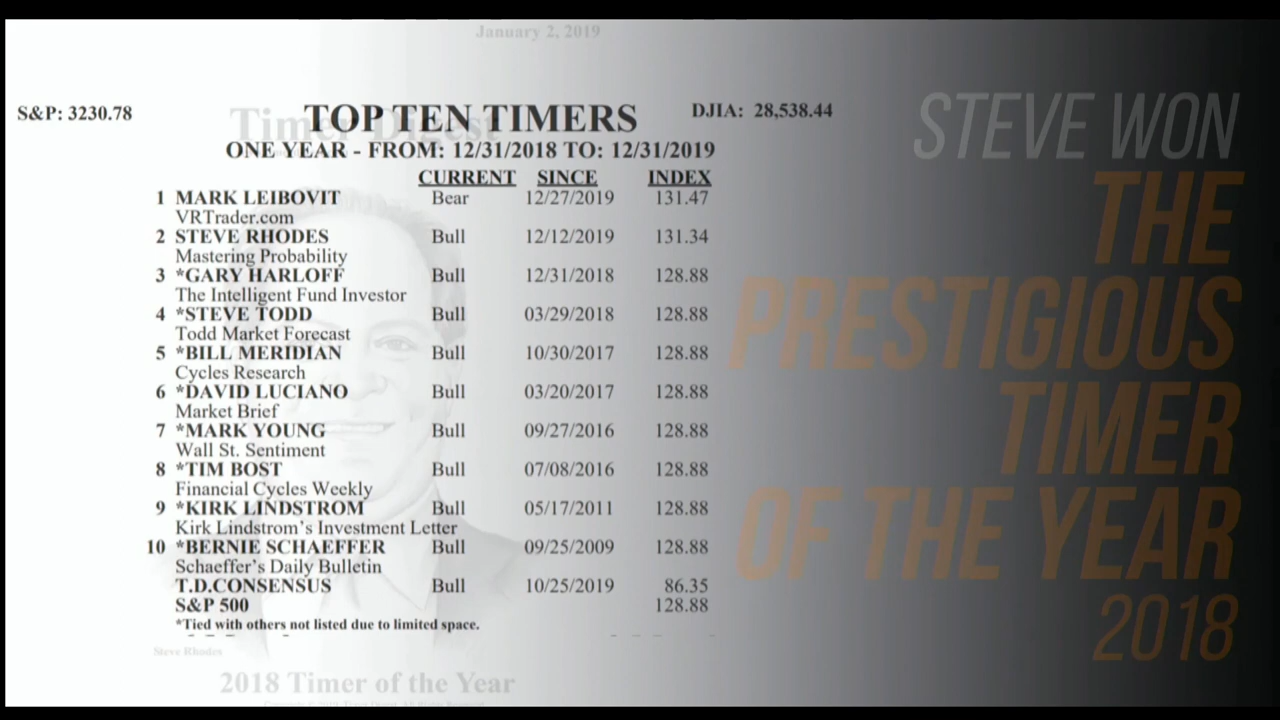 January 2, 2019
S&P: 3230.78
Timer Digest
TOP TEN TIMERS
DJIA: 28,538.44
ONE YEAR - FROM: 12/31/2018 TO: 12/31/2019
CURRENT SINCE INDEX
1 MARK LEIBOVIT Bear 12/27/2019 131.47
VRTrader.com
2 STEVE RHODES Bull 12/12/2019 131.34
Mastering Probability
3 *GARY HARLOFF Bull 12/31/2018 128.88
The Intelligent Fund Investor
4 *STEVE TODD Bull 03/29/2018 128.88
Todd Market Forecast
5 *BILL MERIDIAN Bull 10/30/2017 128.88
Cycles Research
6 *DAVID LUCIANO Bull 03/20/2017 128.88
Market Brief
7 *MARK YOUNG Bull 09/27/2016 128.88
Wall St. Sentiment
8 *TIM BOST Bull 07/08/2016 128.88
Financial Cycles Weekly
9 *KIRK LINDSTROM Bull 05/17/2011 128.88
Kirk Lindstrom's Investment Letter
10 *BERNIE SCHAEFFER Bull 09/25/2009 128.88
Schaeffer's Daily Bulletin
T.D.CONSENSUS Bull 10/25/2019 86.35
S&P 500 128.88
*Tied with others not listed due to limited space.
Steve Rhodes
2018 Timer of the Year
STEVE WON
THE
PRESTIGIOUS
TIMER
OF THE YEAR
2018